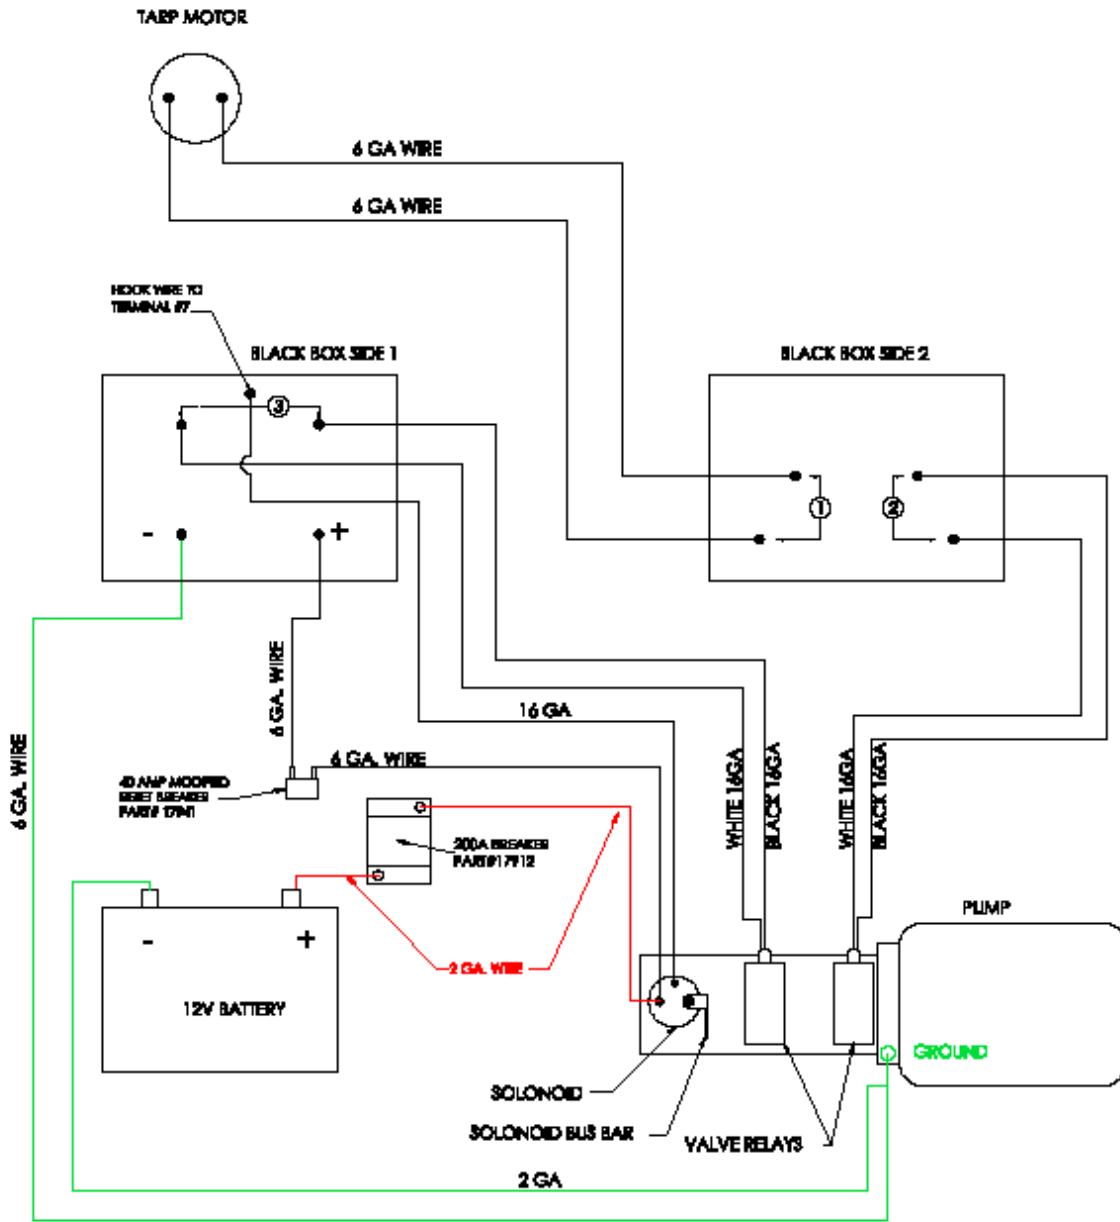 TARP MOTOR
6 GA WIRE
6 GA WIRE
HOOK WIRE TO
TERMINAL #7
BLACK BOX SIDE 1
BLACK BOX SIDE 2
3
1
2
- +
6 GA. WIRE
16 GA
6 GA. WIRE
6 GA. WIRE
40 AMP MODIFIED
RESET BREAKER
PART#
WHITE 16GA
BLACK 16GA
WHITE 16GA
BLACK 16GA
200A BREAKER
PART#17912
PUMP
- +
2 GA. WIRE
12V BATTERY
GROUND
SOLONOID
SOLONOID BUS BAR
VALVE RELAYS
2 GA